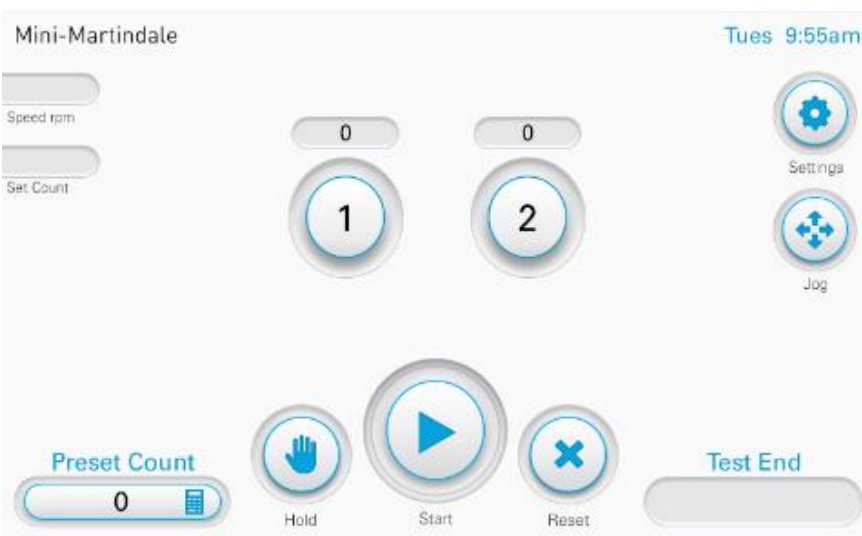 Mini-Martindale
Tues 9:55am
Speed rpm
Set Count
0
0
1
2
Settings
Jog
Preset Count
0
Hold
Start
Reset
Test End